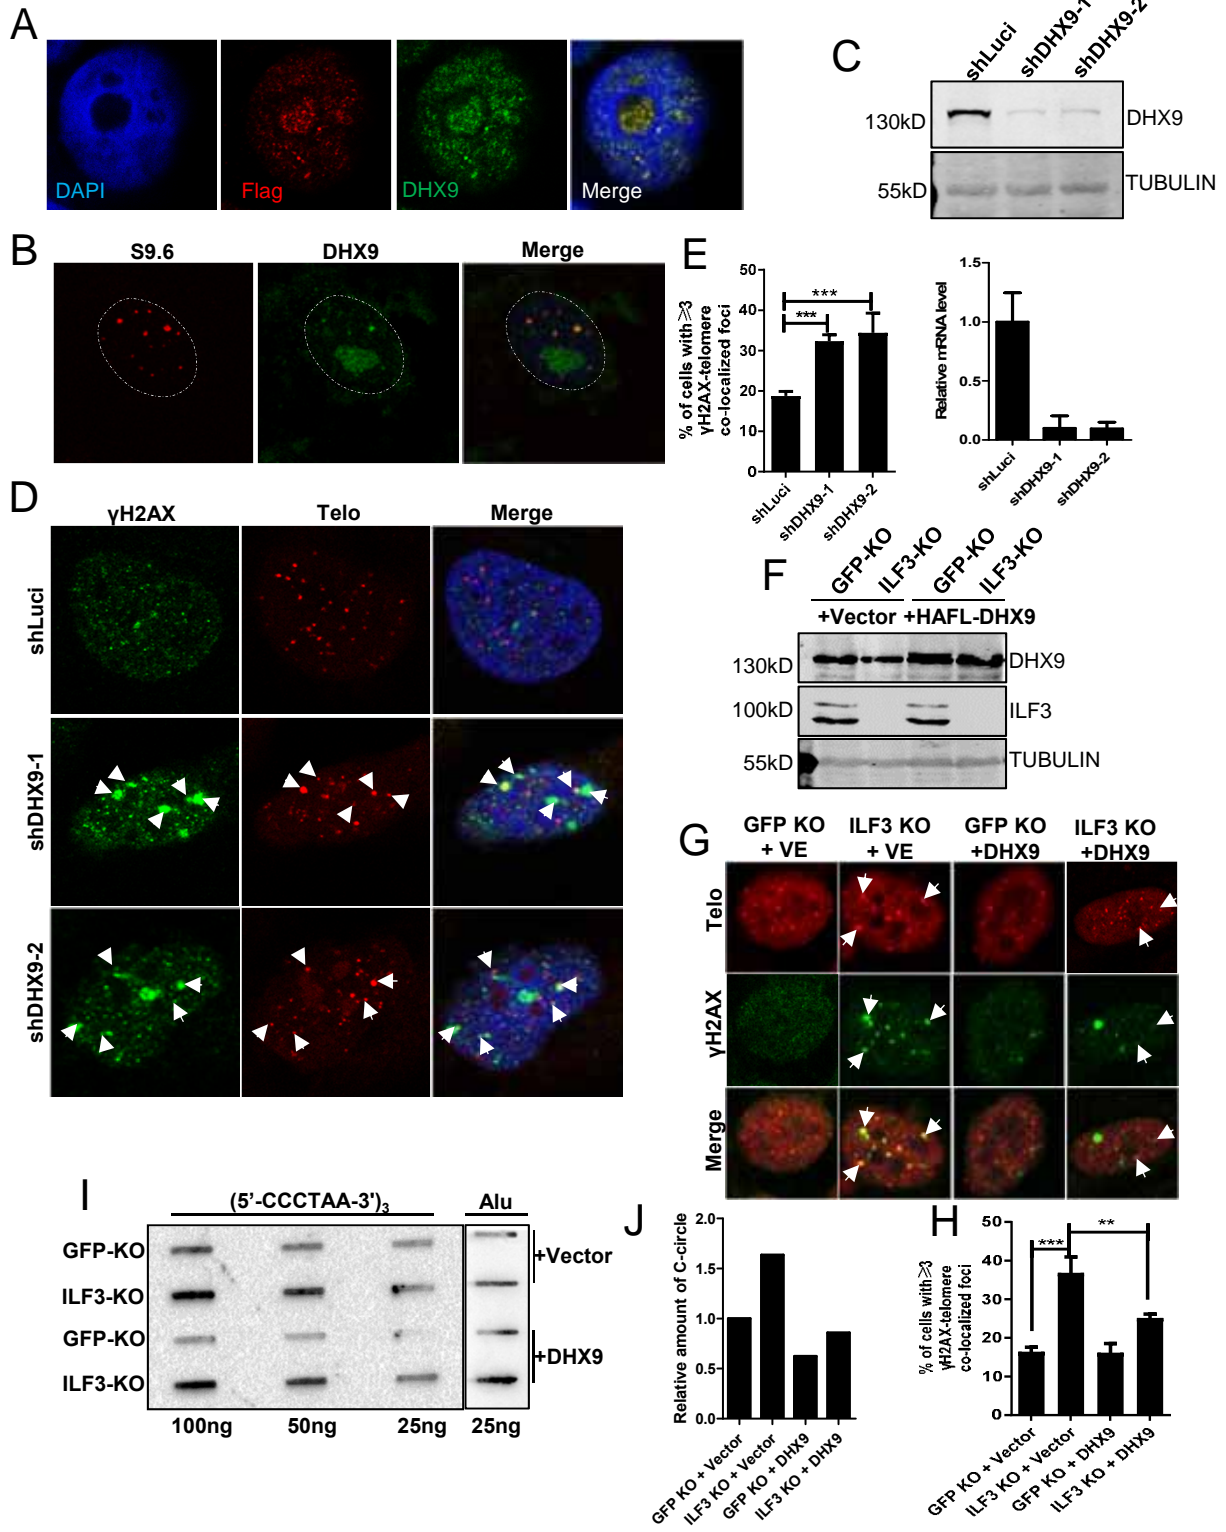 A
DAPI
Flag
DHX9
Merge
B
S9.6
DHX9
Merge
C
shLuci
shDHX9-1
shDHX9-2
130kD
DHX9
55kD
TUBULIN
E
% of cells with ⩾3
γH2AX-telomere
co-localized foci
50
40
30
20
10
0
***
***
shLuci
shDHX9-1
shDHX9-2
Relative mRNA level
1.5
1.0
0.5
0.0
shLuci
shDHX9-1
shDHX9-2
D
γH2AX
Telo
Merge
shLuci
shDHX9-1
shDHX9-2
F
GFP-KO
ILF3-KO
GFP-KO
ILF3-KO
+Vector
+HAFL-DHX9
130kD
DHX9
100kD
ILF3
55kD
TUBULIN
G
GFP KO
+ VE
ILF3 KO
+ VE
GFP KO
+DHX9
ILF3 KO
+DHX9
Telo
γH2AX
Merge
I
(5’-CCCTAA-3')3
Alu
GFP-KO
ILF3-KO
GFP-KO
ILF3-KO
+Vector
+DHX9
100ng
50ng
25ng
25ng
J
Relative amount of C-circle
2.0
1.5
1.0
0.5
0.0
GFP KO + Vector
ILF3 KO + Vector
GFP KO + DHX9
ILF3 KO + DHX9
H
% of cells with⩾3
γH2AX-telomere
co-localized foci
50
40
30
20
10
0
***
**
GFP KO + Vector
ILF3 KO + Vector
GFP KO + DHX9
ILF3 KO + DHX9